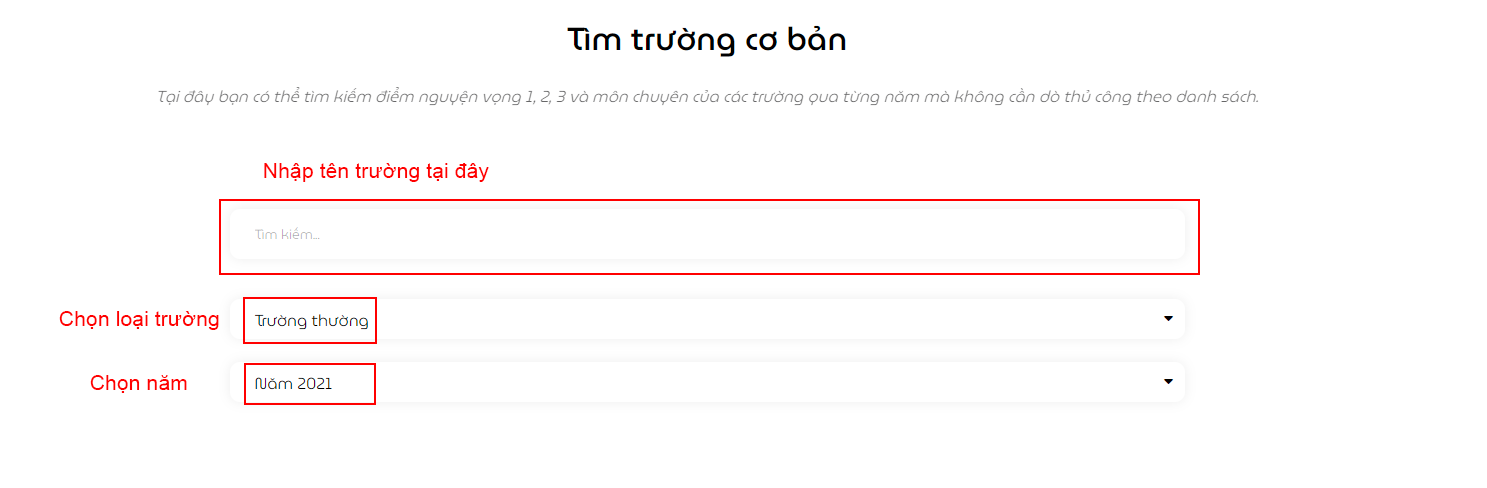 Tìm trường cơ bản
Tại đây bạn có thể tìm kiếm điểm nguyện vọng 1, 2, 3 và môn chuyên của các trường qua từng năm mà không cần dò thủ công theo danh sách.
Nhập tên trường tại đây
Tìm kiếm...
Chọn loại trường
Trường thường
Chọn năm
Năm 2021